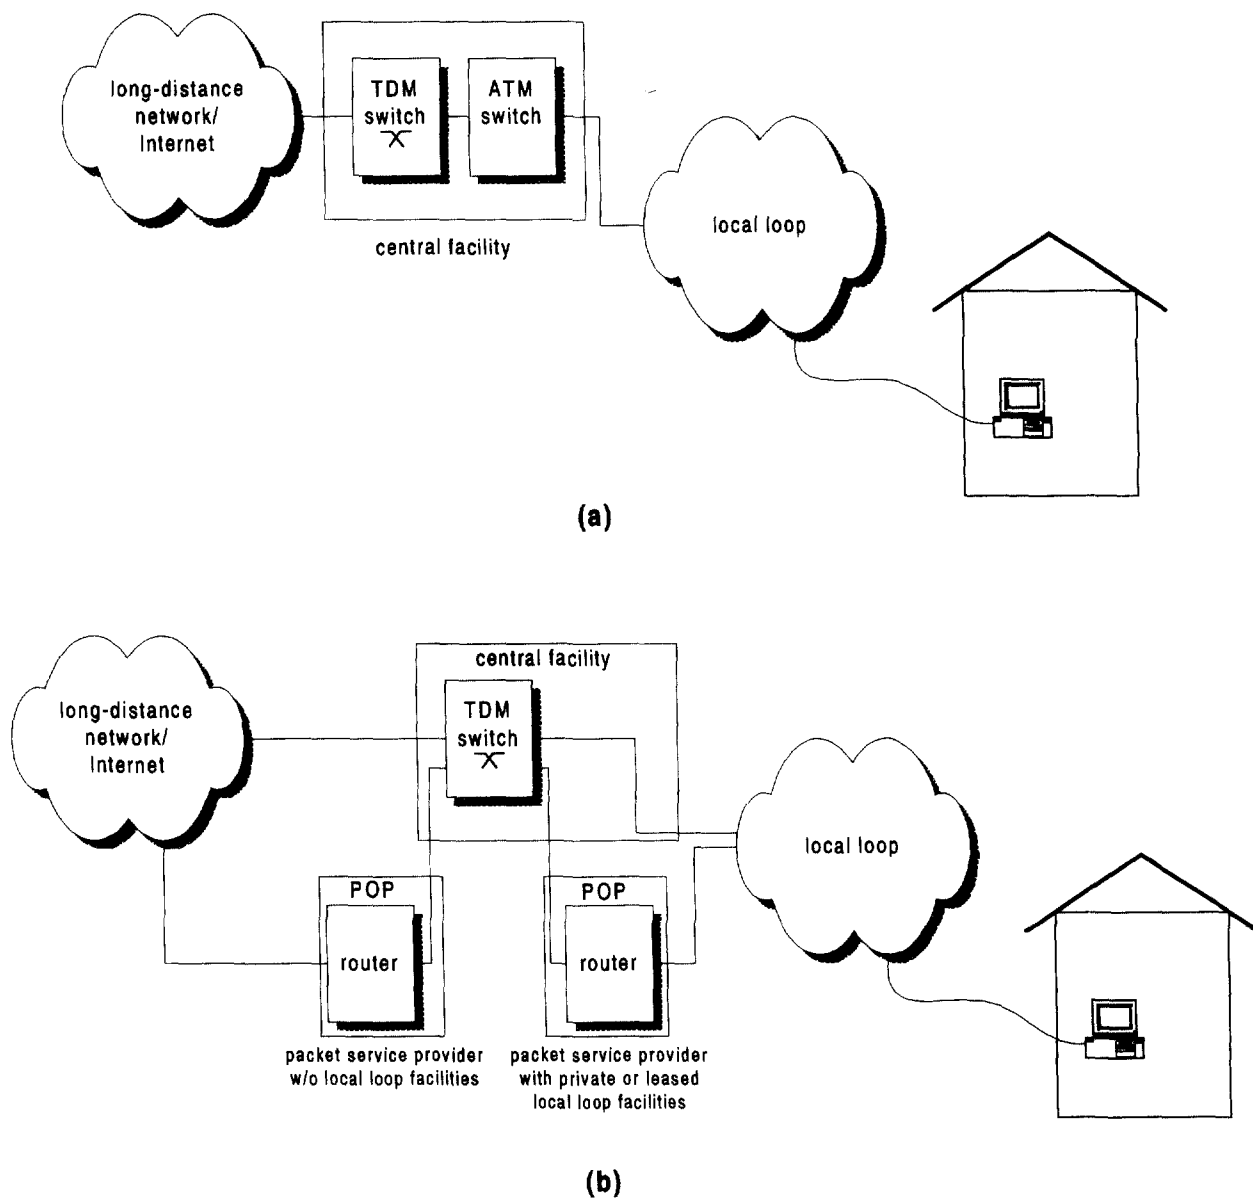 long-distance
network/
Internet
TDM
switch
ATM
switch
central facility
local loop
(a)
central facility
long-distance
network/
Internet
TDM
switch
local loop
POP
router
POP
router
packet service provider
w/o local loop facilities
packet service provider
with private or leased
local loop facilities
(b)